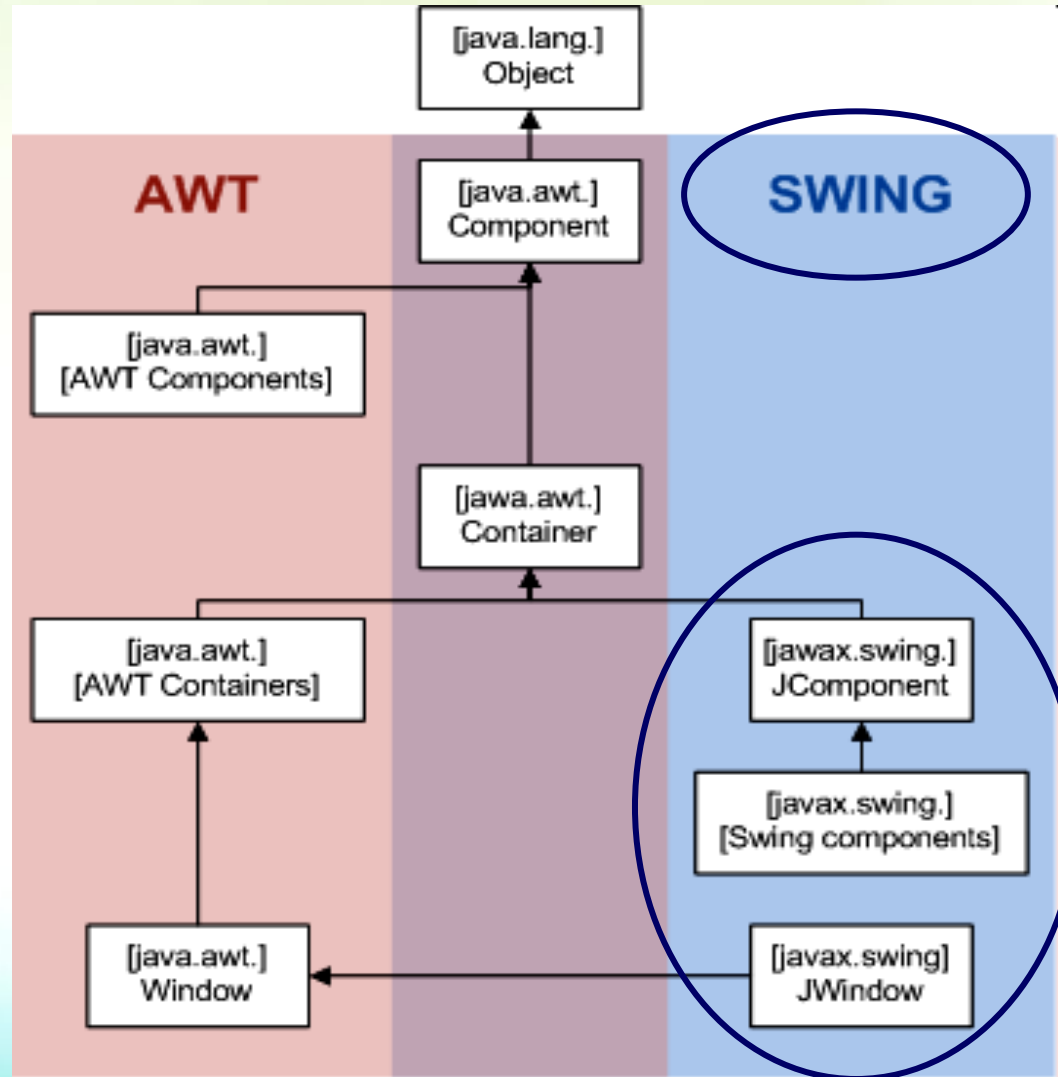 [java.lang.]
Object
AWT
[java.awt.]
Component
SWING
[java.awt.]
[AWT Components]
[jawa.awt.]
Container
[java.awt.]
[AWT Containers]
[jawax.swing.]
JComponent
[javax.swing.]
[Swing components]
[java.awt.]
Window
[javax.swing]
JWindow